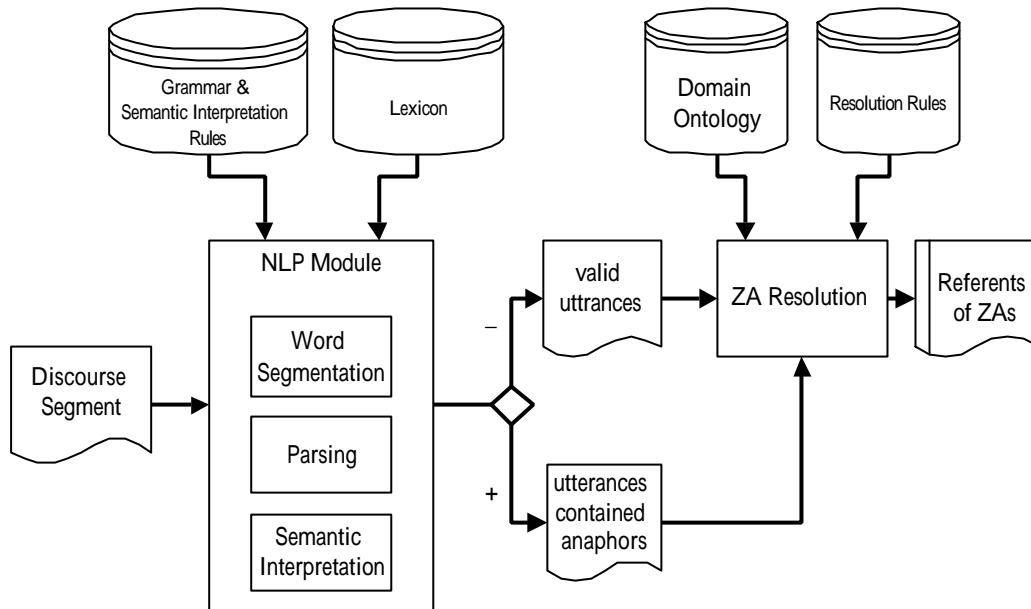 Grammar &
Semantic Interpretation
Rules
Lexicon
Domain
Ontology
Resolution Rules
NLP Module
Word
Segmentation
Parsing
Semantic
Interpretation
Discourse
Segment
–
+
valid
uttrances
utterances
contained
anaphors
ZA Resolution
Referents
of ZAs